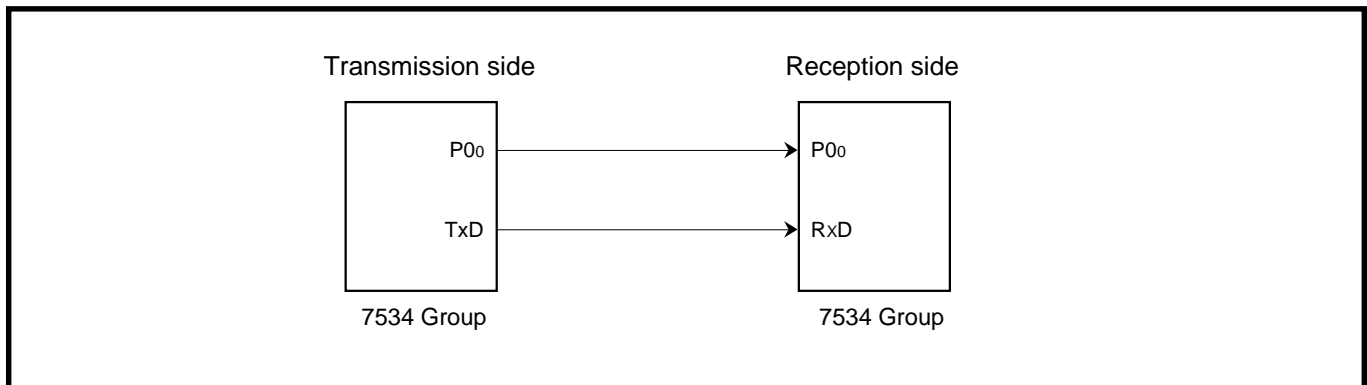 Transmission side Reception side
P0₀ P0₀
TxD RxD
7534 Group 7534 Group